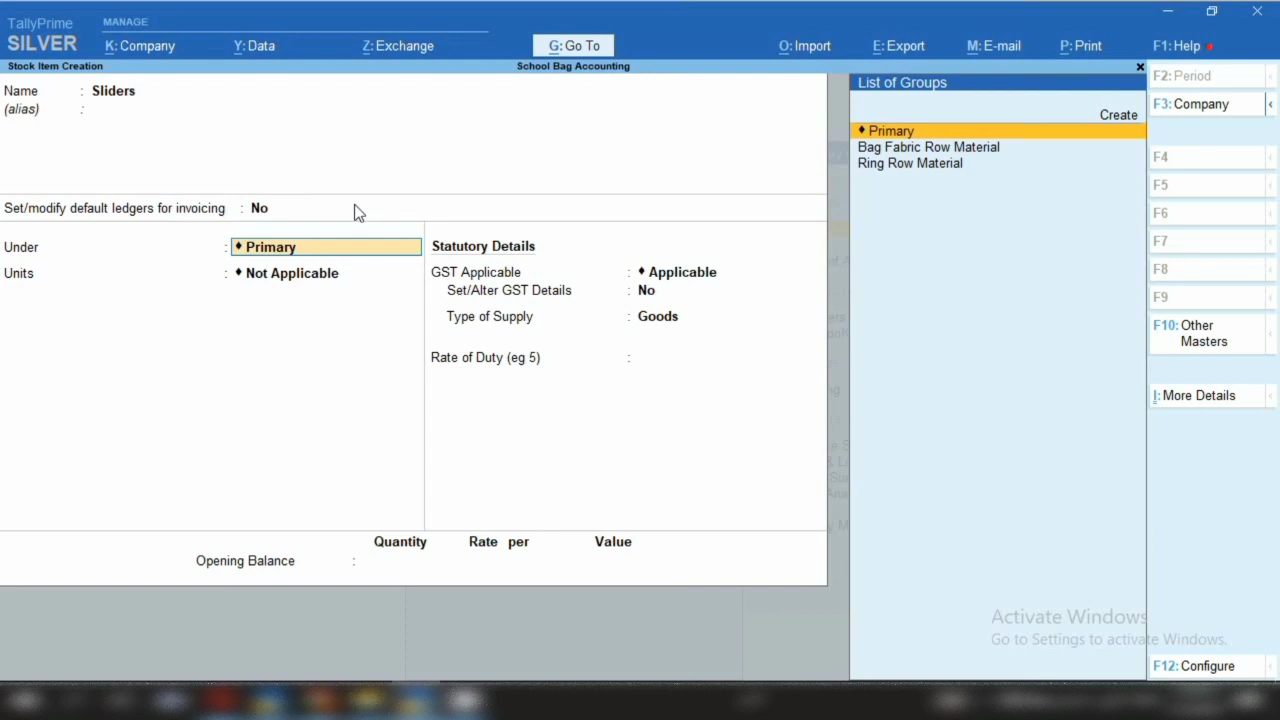 TallyPrime
SILVER
MANAGE
K: Company
Y: Data
Z: Exchange
G: Go To
O: Import
E: Export
M: E-mail
P: Print
F1: Help
Stock Item Creation
School Bag Accounting
Name : Sliders
(alias) :
Set/modify default ledgers for invoicing : No
Under : ♦ Primary
Units : ♦ Not Applicable
Statutory Details
GST Applicable : ♦ Applicable
Set/Alter GST Details : No
Type of Supply : Goods
Rate of Duty (eg 5) :
Quantity Rate per Value
Opening Balance :
List of Groups
Create
♦ Primary
Bag Fabric Row Material
Ring Row Material
F2: Period
F3: Company
F4
F5
F6
F7
F8
F9
F10: Other
Masters
I: More Details
F12: Configure
Activate Windows
Go to Settings to activate Windows.